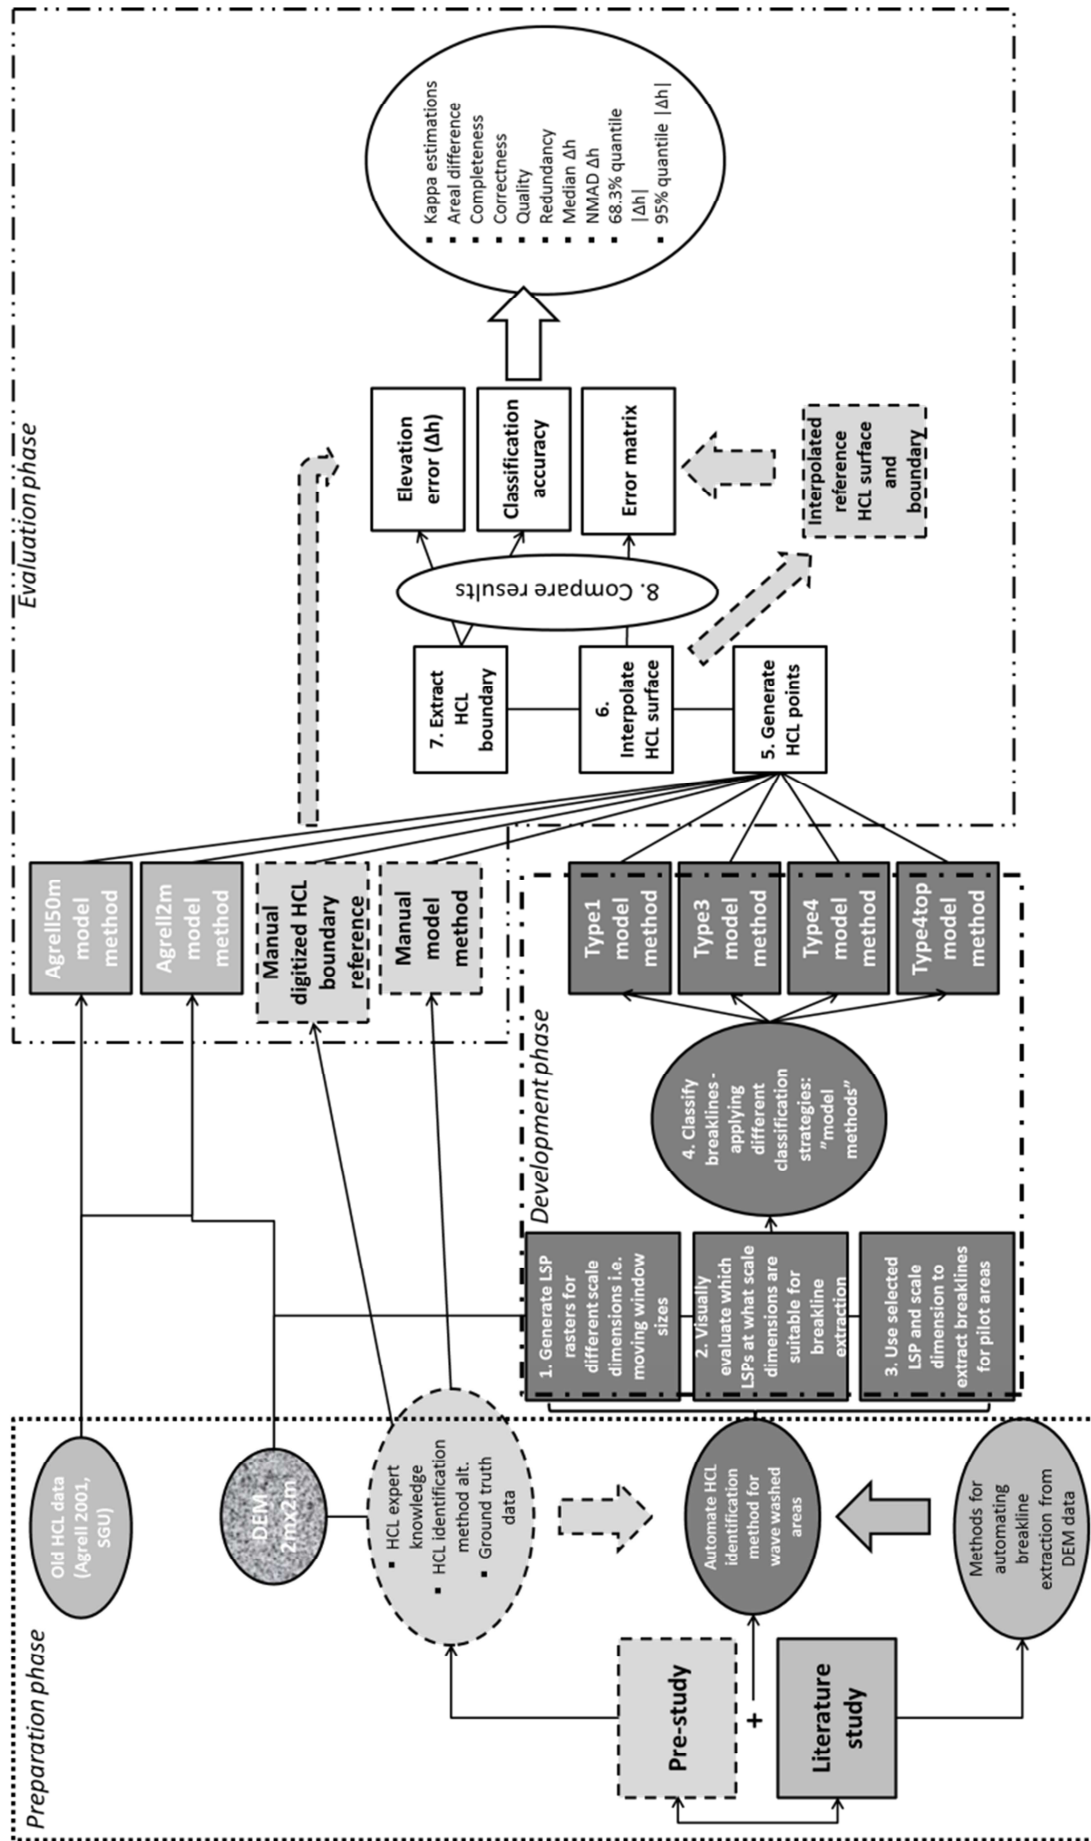 Preparation phase
Old HCL data
(Agrell 2001,
SGU)
DEM
2mx2m
▪ HCL expert
knowledge
▪ HCL identification
method alt.
▪ Ground truth
data
Pre-study
+
Literature
study
Automate HCL
identification
method for
wave washed
areas
Methods for
automating
breakline
extraction from
DEM data
Development phase
1. Generate LSP
rasters for
different scale
dimensions i.e.
moving window
sizes
2. Visually
evaluate which
LSPs at what scale
dimensions are
suitable for
breakline
extraction
3. Use selected
LSP and scale
dimension to
extract breaklines
for pilot areas
4. Classify
breaklines -
applying
different
classification
strategies:
”model
methods”
Type1
model
method
Type3
model
method
Type4
model
method
Type4top
model
method
Evaluation phase
Agrell50m
model
method
Agrell2m
model
method
Manual
digitized HCL
boundary
reference
Manual
model
method
7. Extract
HCL
boundary
6.
Interpolate
HCL surface
5. Generate
HCL points
8. Compare results
Elevation
error (Δh)
Classification
accuracy
Error matrix
Interpolated
reference
HCL surface
and
boundary
▪ Kappa estimations
▪ Areal difference
▪ Completeness
▪ Correctness
▪ Quality
▪ Redundancy
▪ Median Δh
▪ NMAD Δh
▪ 68.3% quantile
|Δh|
▪ 95% quantile |Δh|